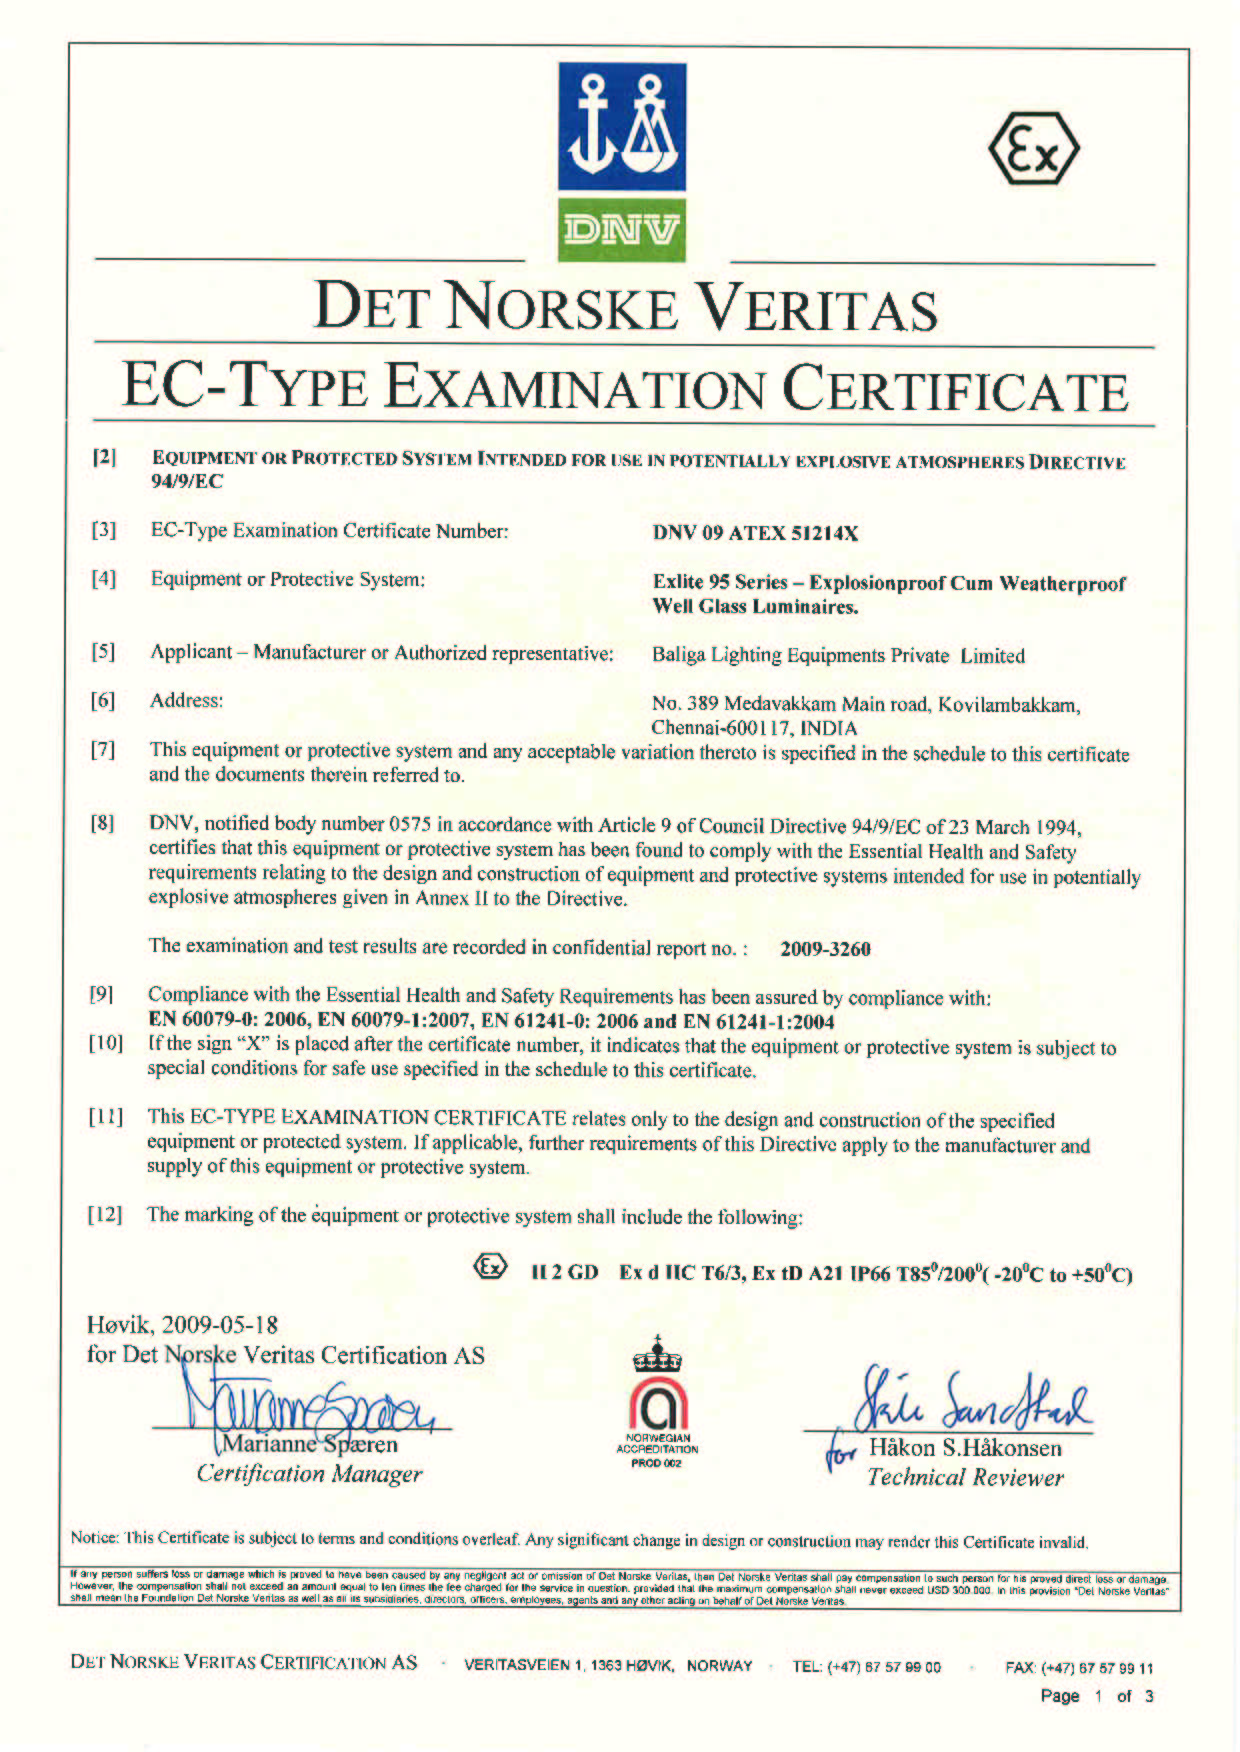 DNV
Ex
DET NORSKE VERITAS
EC-TYPE EXAMINATION CERTIFICATE
[2] EQUIPMENT OR PROTECTED SYSTEM INTENDED FOR USE IN POTENTIALLY EXPLOSIVE ATMOSPHERES DIRECTIVE
94/9/EC
[3] EC-Type Examination Certificate Number: DNV 09 ATEX 51214X
[4] Equipment or Protective System: Exlite 95 Series – Explosionproof Cum Weatherproof
Well Glass Luminaires.
[5] Applicant – Manufacturer or Authorized representative: Baliga Lighting Equipments Private Limited
[6] Address: No. 389 Medavakkam Main road, Kovilambakkam,
Chennai-600117, INDIA
[7] This equipment or protective system and any acceptable variation thereto is specified in the schedule to this certificate
and the documents therein referred to.
[8] DNV, notified body number 0575 in accordance with Article 9 of Council Directive 94/9/EC of 23 March 1994,
certifies that this equipment or protective system has been found to comply with the Essential Health and Safety
requirements relating to the design and construction of equipment and protective systems intended for use in potentially
explosive atmospheres given in Annex II to the Directive.
The examination and test results are recorded in confidential report no. : 2009-3260
[9] Compliance with the Essential Health and Safety Requirements has been assured by compliance with:
EN 60079-0: 2006, EN 60079-1:2007, EN 61241-0: 2006 and EN 61241-1:2004
[10] If the sign “X” is placed after the certificate number, it indicates that the equipment or protective system is subject to
special conditions for safe use specified in the schedule to this certificate.
[11] This EC-TYPE EXAMINATION CERTIFICATE relates only to the design and construction of the specified
equipment or protected system. If applicable, further requirements of this Directive apply to the manufacturer and
supply of this equipment or protective system.
[12] The marking of the equipment or protective system shall include the following:
Ex II 2 GD Ex d IIC T6/3, Ex tD A21 IP66 T85⁰/200⁰( -20⁰C to +50⁰C)
Høvik, 2009-05-18
for Det Norske Veritas Certification AS
Marianne Spæren
Marianne Spæren
Certification Manager
NORWEGIAN
ACCREDITATION
PROD 002
for Håkon S.Håkonsen
Technical Reviewer
Notice: This Certificate is subject to terms and conditions overleaf. Any significant change in design or construction may render this Certificate invalid.
If any person suffers loss or damage which is proved to have been caused by any negligent act or omission of Det Norske Veritas, then Det Norske Veritas shall pay compensation to such person for his proved direct loss or damage.
However, the compensation shall not exceed an amount equal to ten times the fee charged for the service in question, provided that the maximum compensation shall never exceed USD 300.000. In this provision "Det Norske Veritas"
shall mean the Foundation Det Norske Veritas as well as all its subsidiaries, directors, officers, employees, agents and any other acting on behalf of Det Norske Veritas.
DET NORSKE VERITAS CERTIFICATION AS · VERITASVEIEN 1, 1363 HØVIK, NORWAY · TEL: (+47) 67 57 99 00 · FAX: (+47) 67 57 99 11
Page 1 of 3